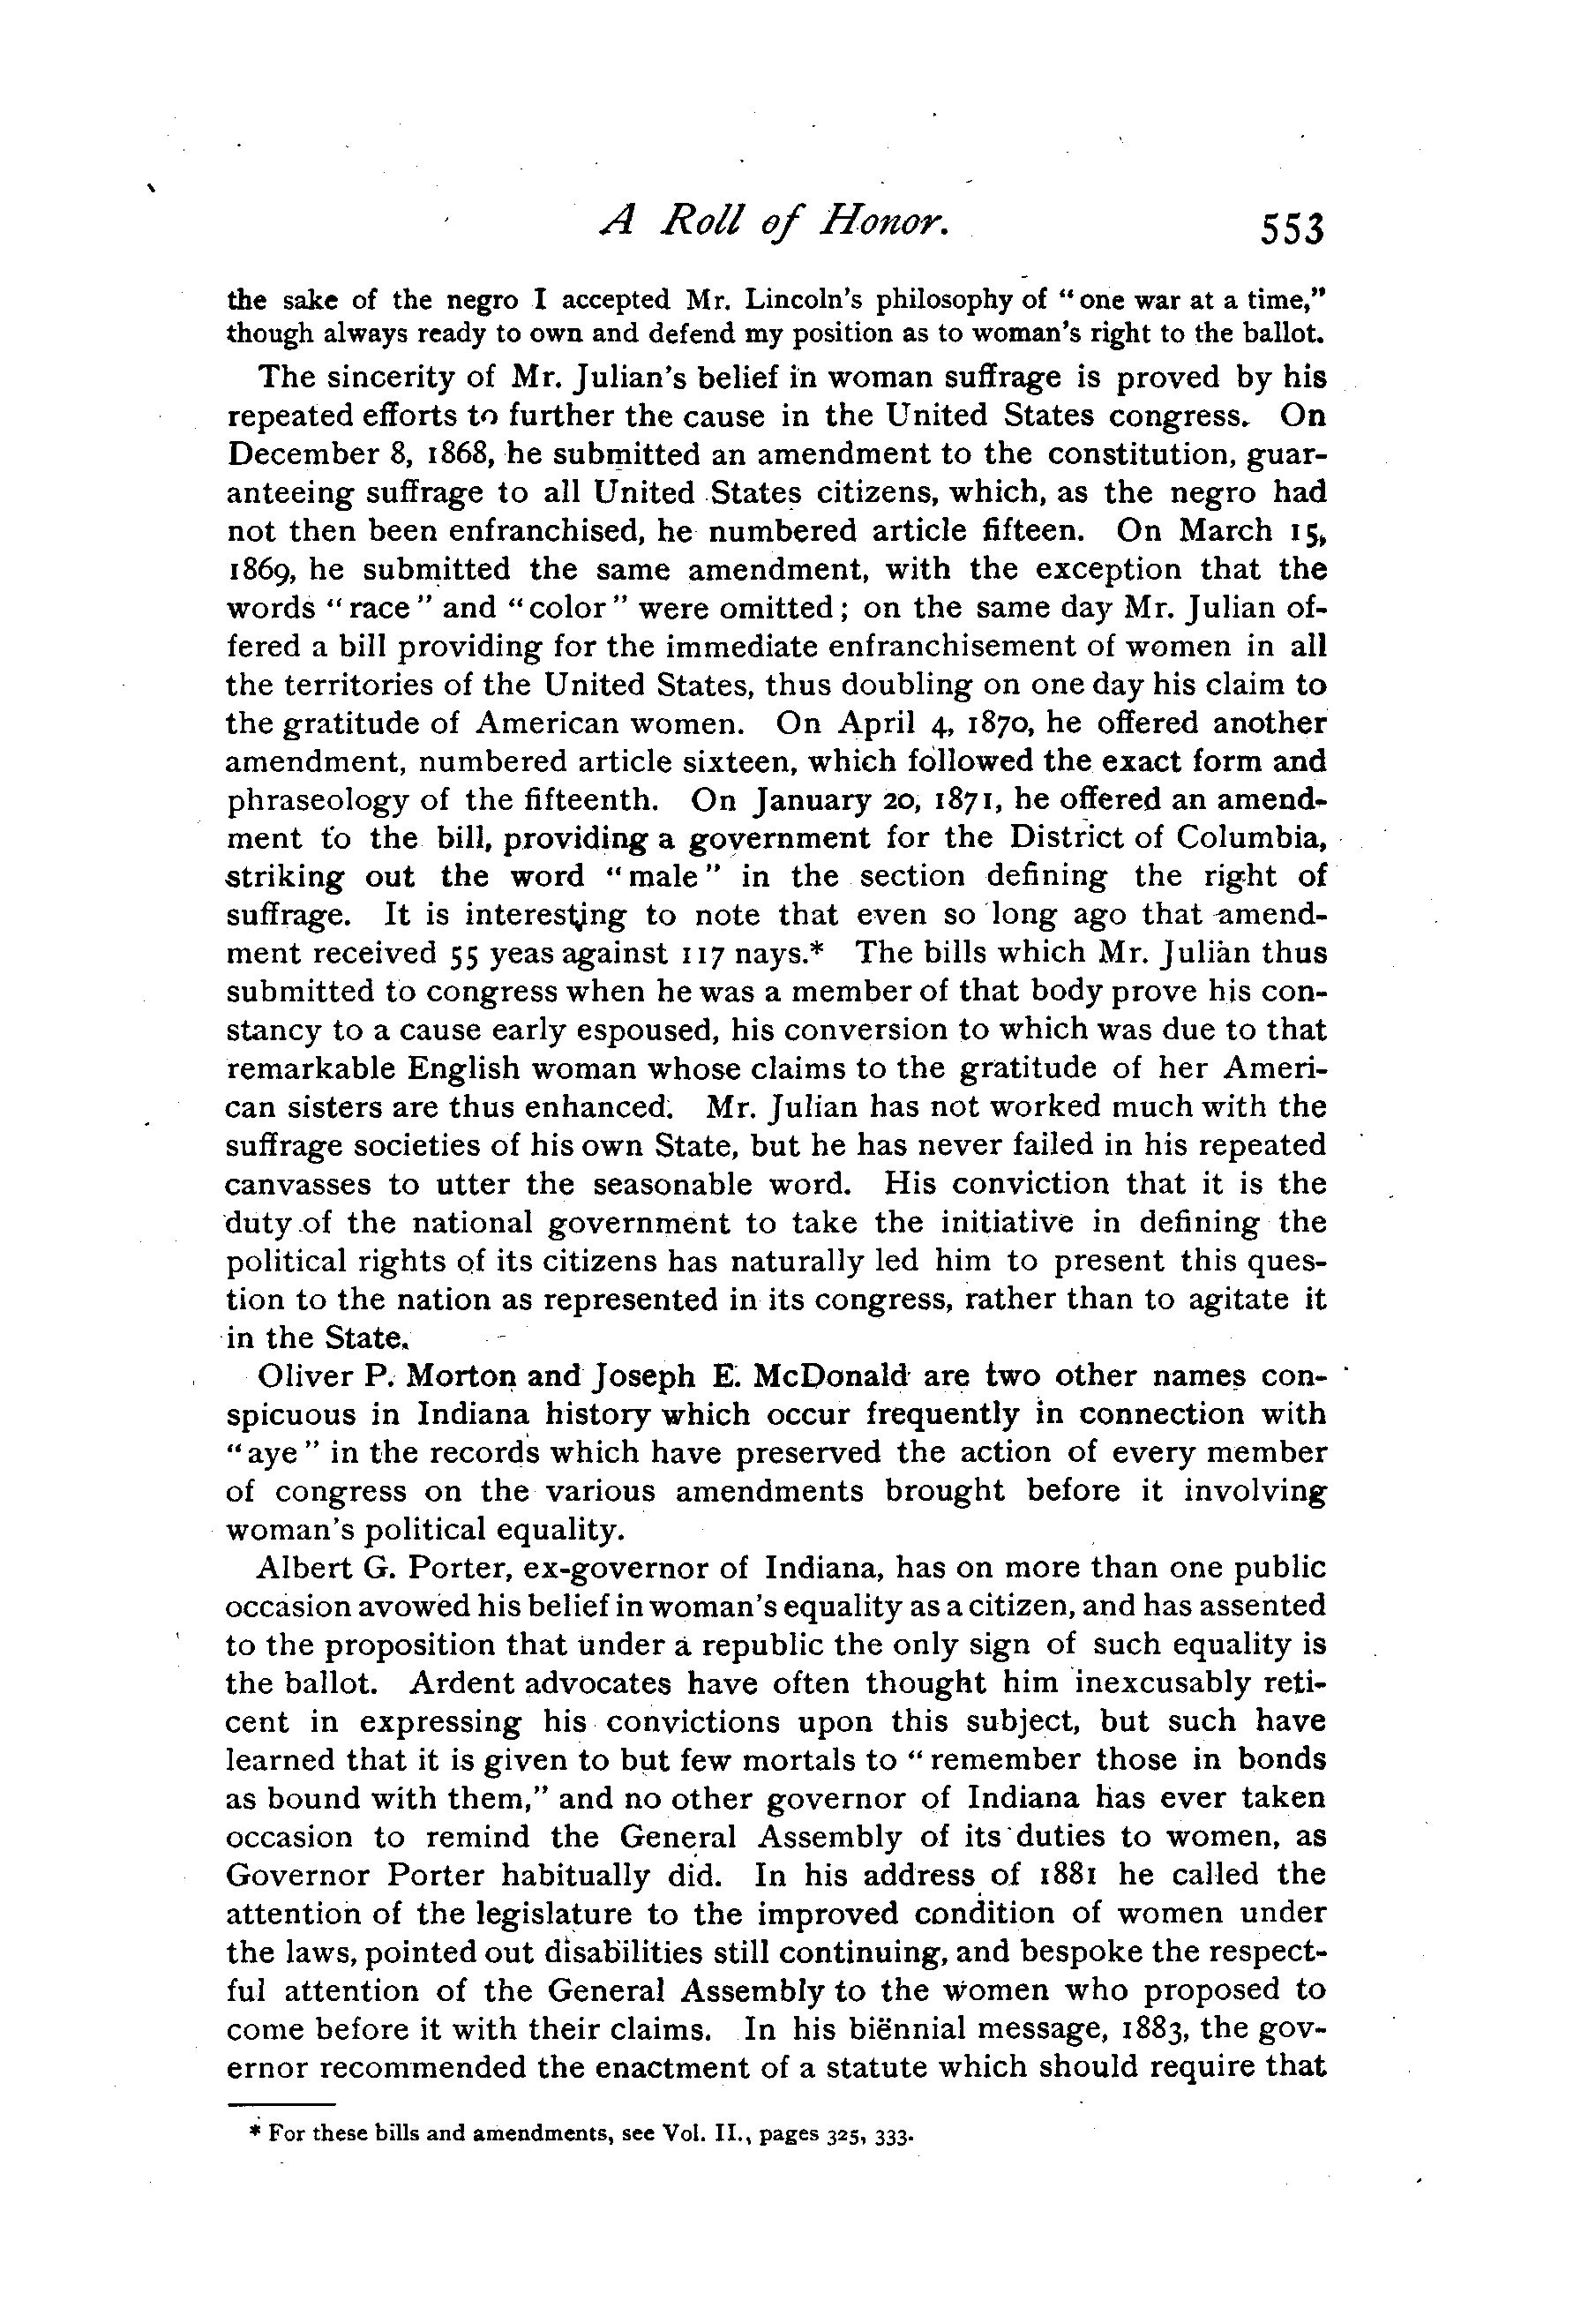 A Roll of Honor. 553
the sake of the negro I accepted Mr. Lincoln's philosophy of "one war at a time,"
though always ready to own and defend my position as to woman's right to the ballot.
The sincerity of Mr. Julian's belief in woman suffrage is proved by his
repeated efforts to further the cause in the United States congress. On
December 8, 1868, he submitted an amendment to the constitution, guar-
anteeing suffrage to all United States citizens, which, as the negro had
not then been enfranchised, he numbered article fifteen. On March 15,
1869, he submitted the same amendment, with the exception that the
words "race" and "color" were omitted; on the same day Mr. Julian of-
fered a bill providing for the immediate enfranchisement of women in all
the territories of the United States, thus doubling on one day his claim to
the gratitude of American women. On April 4, 1870, he offered another
amendment, numbered article sixteen, which followed the exact form and
phraseology of the fifteenth. On January 20, 1871, he offered an amend-
ment to the bill, providing a government for the District of Columbia,
striking out the word "male" in the section defining the right of
suffrage. It is interesting to note that even so long ago that amend-
ment received 55 yeas against 117 nays.* The bills which Mr. Julian thus
submitted to congress when he was a member of that body prove his con-
stancy to a cause early espoused, his conversion to which was due to that
remarkable English woman whose claims to the gratitude of her Ameri-
can sisters are thus enhanced. Mr. Julian has not worked much with the
suffrage societies of his own State, but he has never failed in his repeated
canvasses to utter the seasonable word. His conviction that it is the
duty of the national government to take the initiative in defining the
political rights of its citizens has naturally led him to present this ques-
tion to the nation as represented in its congress, rather than to agitate it
in the State.
Oliver P. Morton and Joseph E. McDonald are two other names con-
spicuous in Indiana history which occur frequently in connection with
"aye" in the records which have preserved the action of every member
of congress on the various amendments brought before it involving
woman's political equality.
Albert G. Porter, ex-governor of Indiana, has on more than one public
occasion avowed his belief in woman's equality as a citizen, and has assented
to the proposition that under a republic the only sign of such equality is
the ballot. Ardent advocates have often thought him inexcusably reti-
cent in expressing his convictions upon this subject, but such have
learned that it is given to but few mortals to "remember those in bonds
as bound with them," and no other governor of Indiana has ever taken
occasion to remind the General Assembly of its duties to women, as
Governor Porter habitually did. In his address of 1881 he called the
attention of the legislature to the improved condition of women under
the laws, pointed out disabilities still continuing, and bespoke the respect-
ful attention of the General Assembly to the women who proposed to
come before it with their claims. In his biënnial message, 1883, the gov-
ernor recommended the enactment of a statute which should require that
* For these bills and amendments, see Vol. II., pages 325, 333.